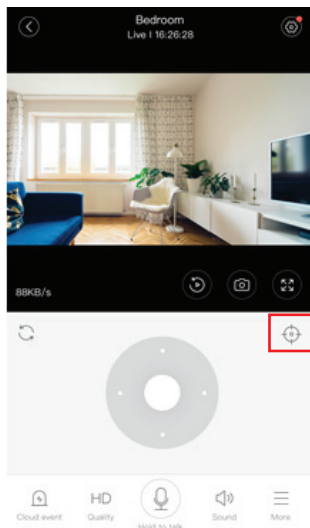 Bedroom
Live | 16:26:28
88KB/s
HD
Cloud event
Quality
Hold to talk
Sound
More